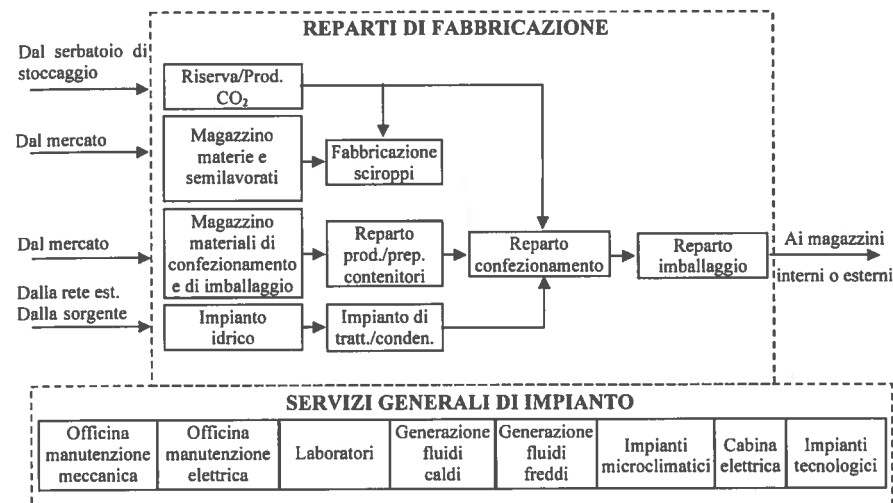 REPARTI DI FABBRICAZIONE
Dal serbatoio di
stoccaggio
Riserva/Prod.
CO₂
Dal mercato
Magazzino
materie e
semilavorati
Fabbricazione
sciroppi
Dal mercato
Magazzino
materiali di
confezionamento
e di imballaggio
Reparto
prod./prep.
contenitori
Reparto
confezionamento
Reparto
imballaggio
Ai magazzini
interni o esterni
Dalla rete est.
Dalla sorgente
Impianto
idrico
Impianto di
tratt./conden.
SERVIZI GENERALI DI IMPIANTO
Officina
manutenzione
meccanica
Officina
manutenzione
elettrica
Laboratori
Generazione
fluidi
caldi
Generazione
fluidi
freddi
Impianti
microclimatici
Cabina
elettrica
Impianti
tecnologici